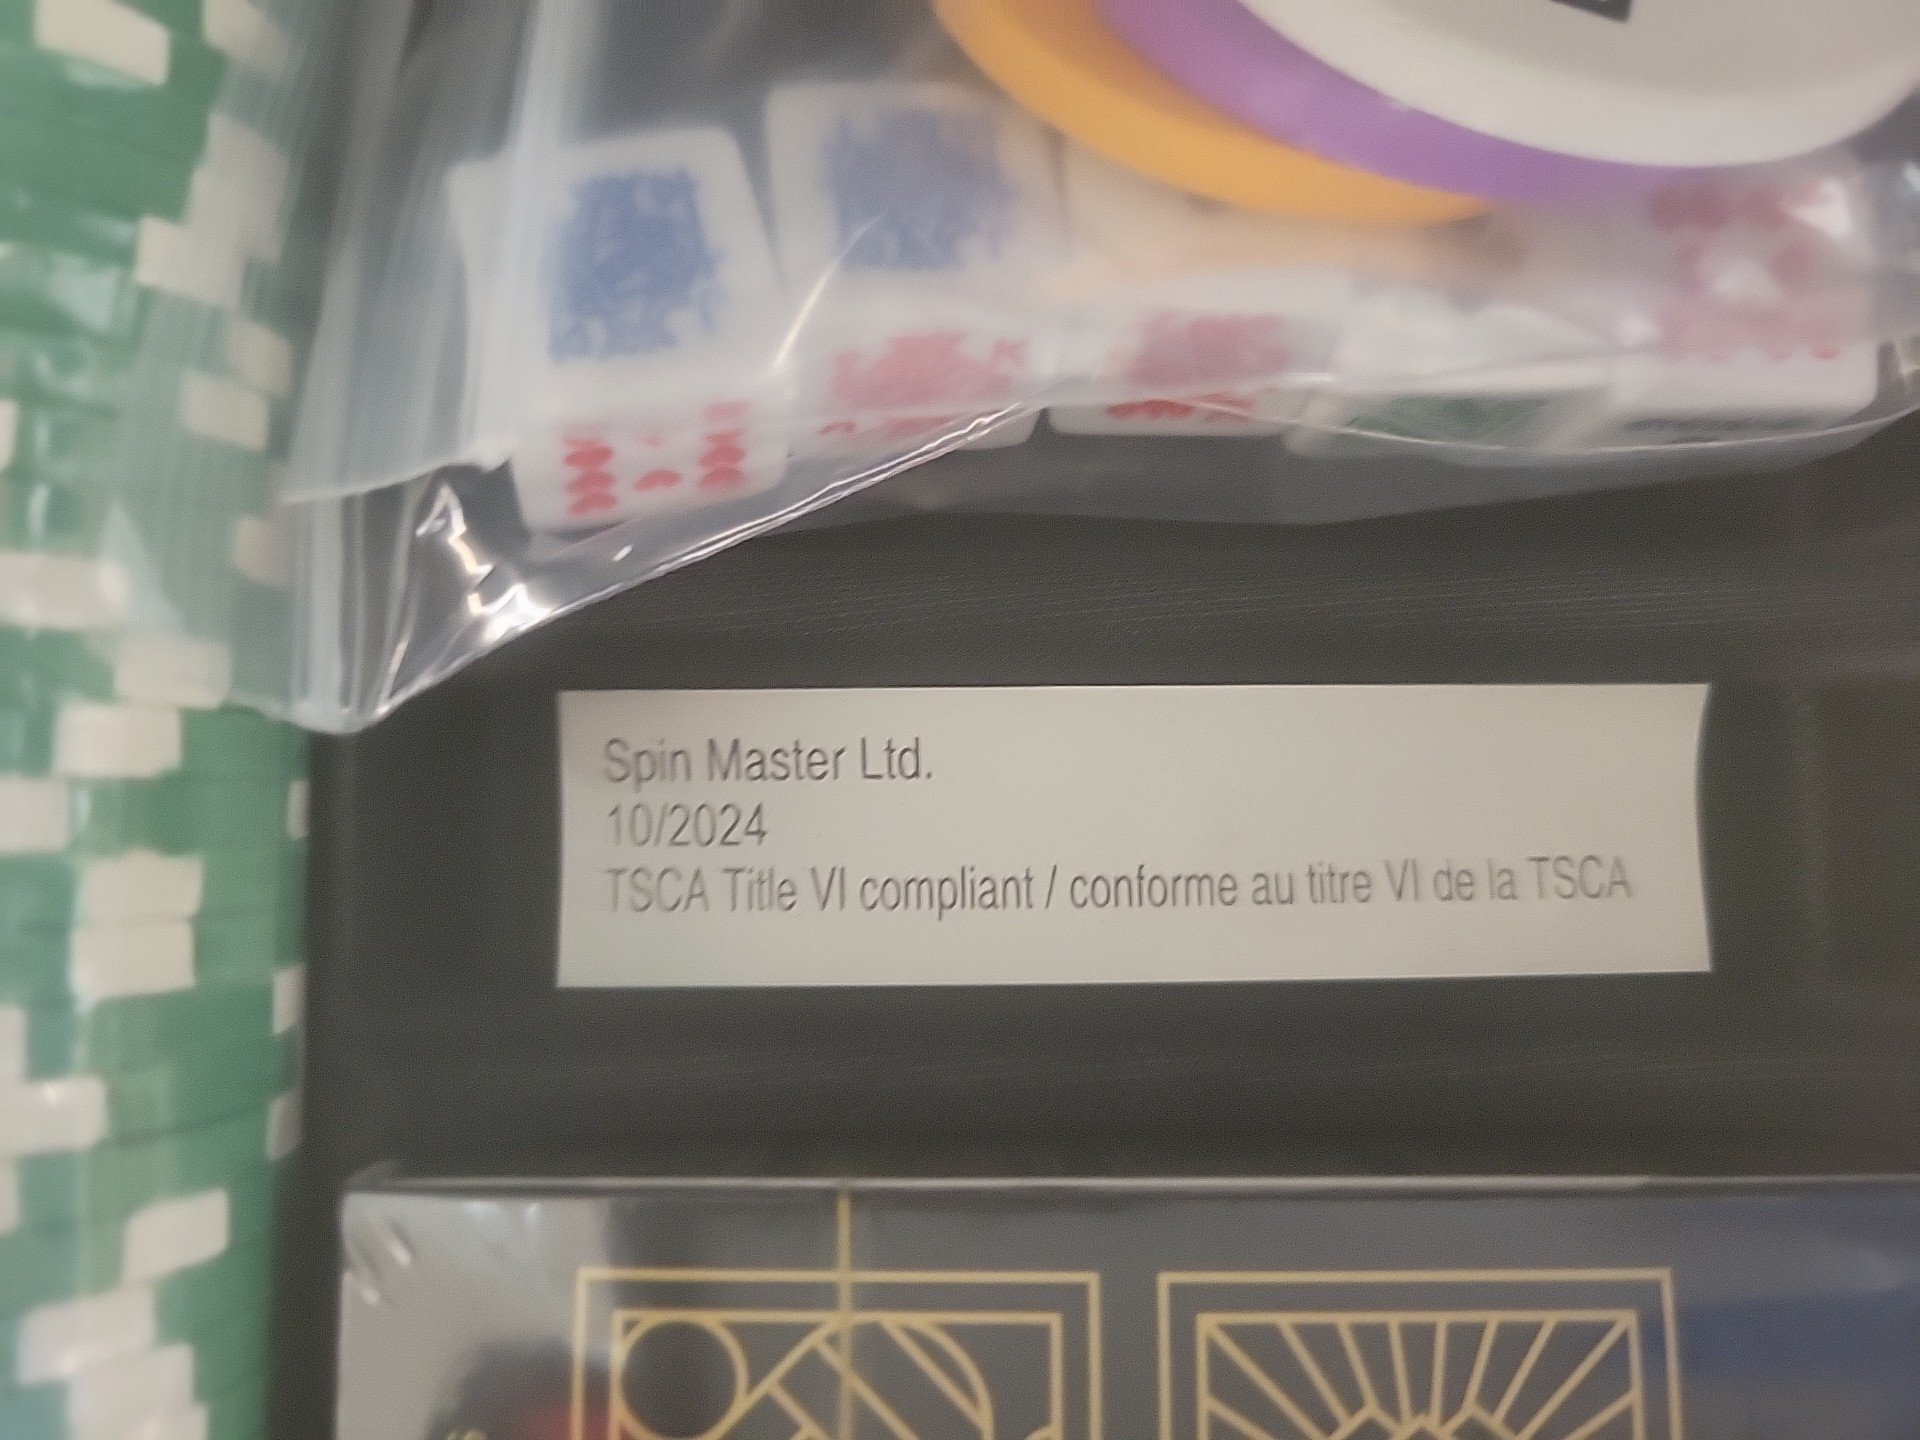 Spin Master Ltd.
10/2024
TSCA Title VI compliant / conforme au titre VI de la TSCA